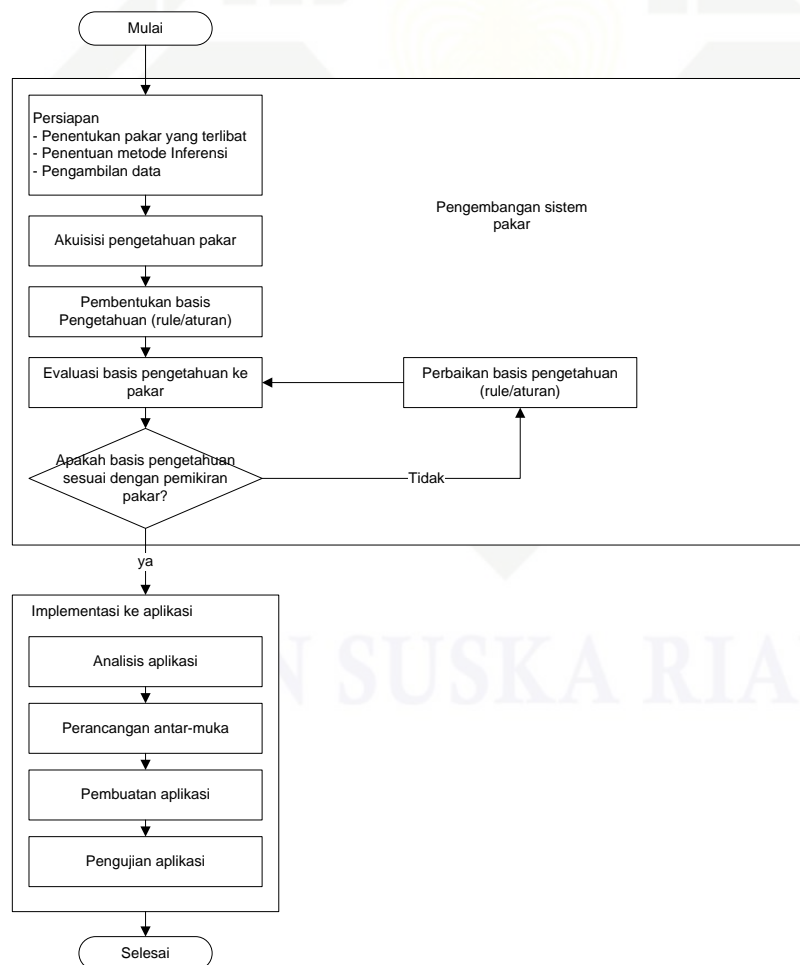 Mulai
Persiapan
- Penentukan pakar yang terlibat
- Penentuan metode Inferensi
- Pengambilan data
Pengembangan sistem
pakar
Akuisisi pengetahuan pakar
Pembentukan basis
Pengetahuan (rule/aturan)
Evaluasi basis pengetahuan ke
pakar
Perbaikan basis pengetahuan
(rule/aturan)
Apakah basis pengetahuan
sesuai dengan pemikiran
pakar?
Tidak
ya
Implementasi ke aplikasi
Analisis aplikasi
N SUSKA RIA
Perancangan antar-muka
Pembuatan aplikasi
Pengujian aplikasi
Selesai